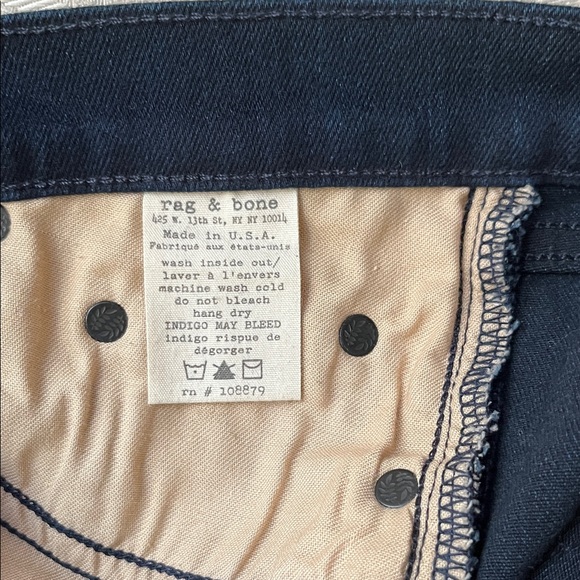 rag & bone
425 W. 13th St, NY NY 10014
Made in U.S.A.
Fabriqué aux états-unis
wash inside out/
laver à l'envers
machine wash cold
do not bleach
hang dry
INDIGO MAY BLEED
indigo risque de
dégorger
rn # 108879